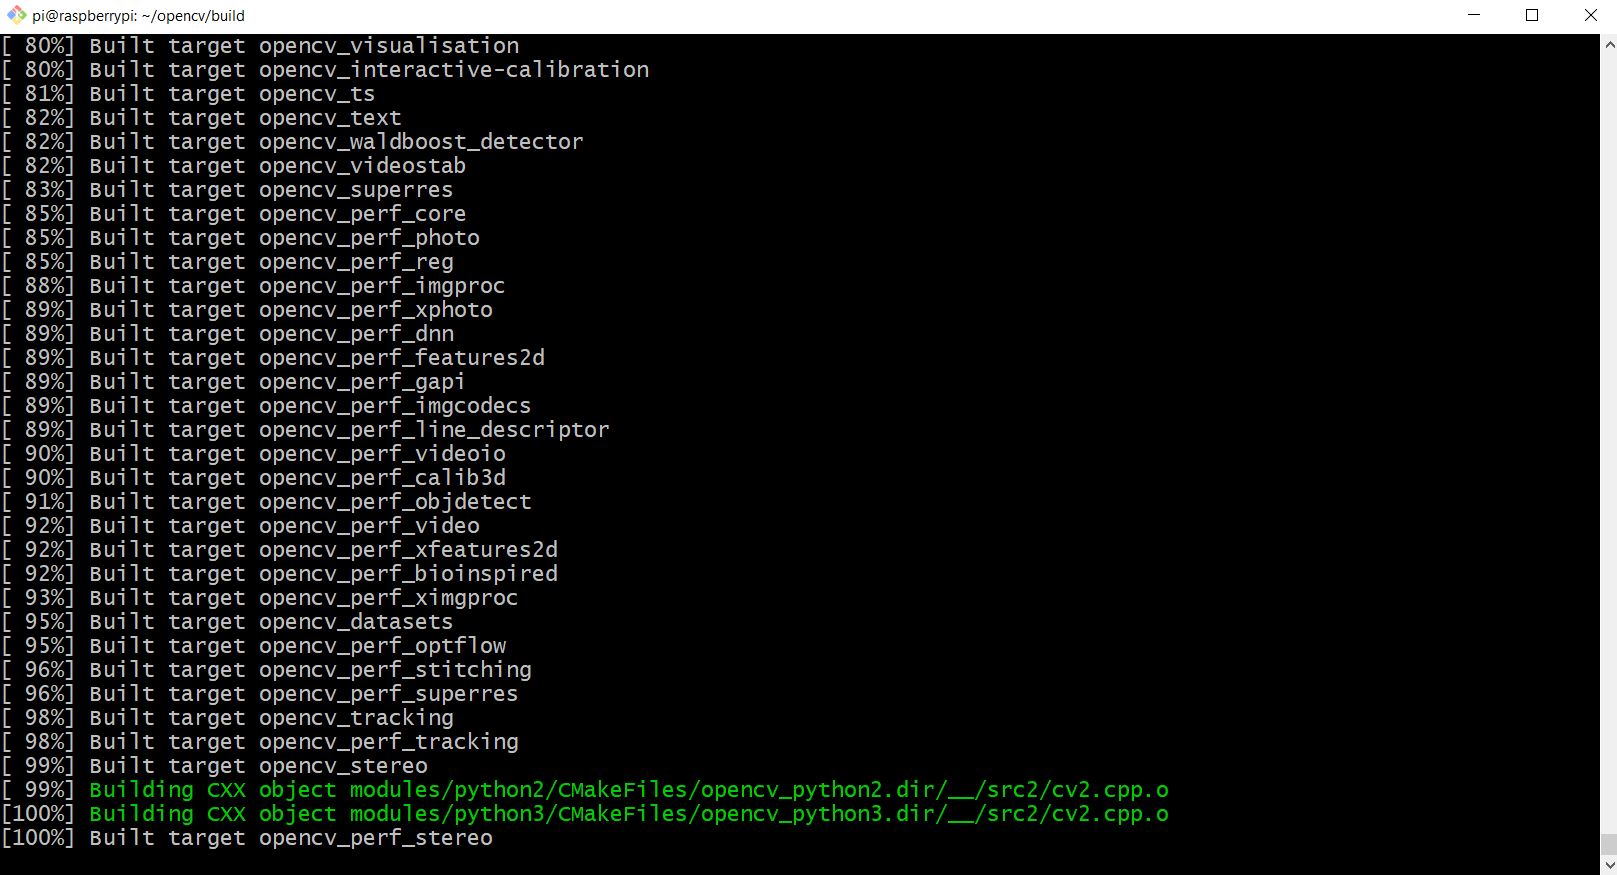 pi@raspberrypi: ~/opencv/build
[ 80%] Built target opencv_visualisation
[ 80%] Built target opencv_interactive-calibration
[ 81%] Built target opencv_ts
[ 82%] Built target opencv_text
[ 82%] Built target opencv_waldboost_detector
[ 82%] Built target opencv_videostab
[ 83%] Built target opencv_superres
[ 85%] Built target opencv_perf_core
[ 85%] Built target opencv_perf_photo
[ 85%] Built target opencv_perf_reg
[ 88%] Built target opencv_perf_imgproc
[ 89%] Built target opencv_perf_xphoto
[ 89%] Built target opencv_perf_dnn
[ 89%] Built target opencv_perf_features2d
[ 89%] Built target opencv_perf_gapi
[ 89%] Built target opencv_perf_imgcodecs
[ 89%] Built target opencv_perf_line_descriptor
[ 90%] Built target opencv_perf_videoio
[ 90%] Built target opencv_perf_calib3d
[ 91%] Built target opencv_perf_objdetect
[ 92%] Built target opencv_perf_video
[ 92%] Built target opencv_perf_xfeatures2d
[ 92%] Built target opencv_perf_bioinspired
[ 93%] Built target opencv_perf_ximgproc
[ 95%] Built target opencv_datasets
[ 95%] Built target opencv_perf_optflow
[ 96%] Built target opencv_perf_stitching
[ 96%] Built target opencv_perf_superres
[ 98%] Built target opencv_tracking
[ 98%] Built target opencv_perf_tracking
[ 99%] Built target opencv_stereo
[ 99%] Building CXX object modules/python2/CMakeFiles/opencv_python2.dir/__/src2/cv2.cpp.o
[100%] Building CXX object modules/python3/CMakeFiles/opencv_python3.dir/__/src2/cv2.cpp.o
[100%] Built target opencv_perf_stereo